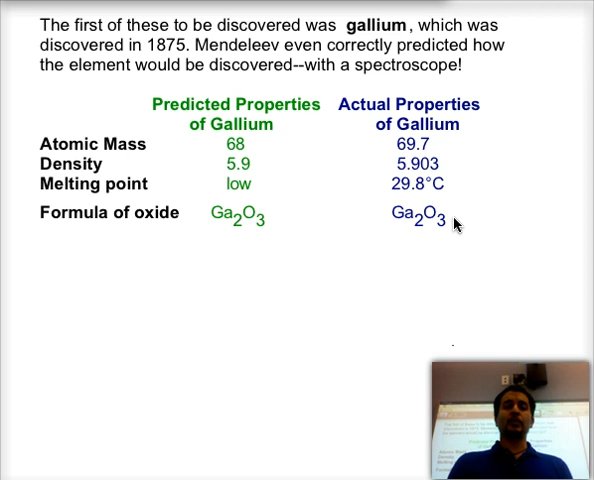 The first of these to be discovered was gallium, which was
discovered in 1875. Mendeleev even correctly predicted how
the element would be discovered--with a spectroscope!
Predicted Properties Actual Properties
of Gallium of Gallium
Atomic Mass 68 69.7
Density 5.9 5.903
Melting point low 29.8°C
Formula of oxide Ga2O3 Ga2O3